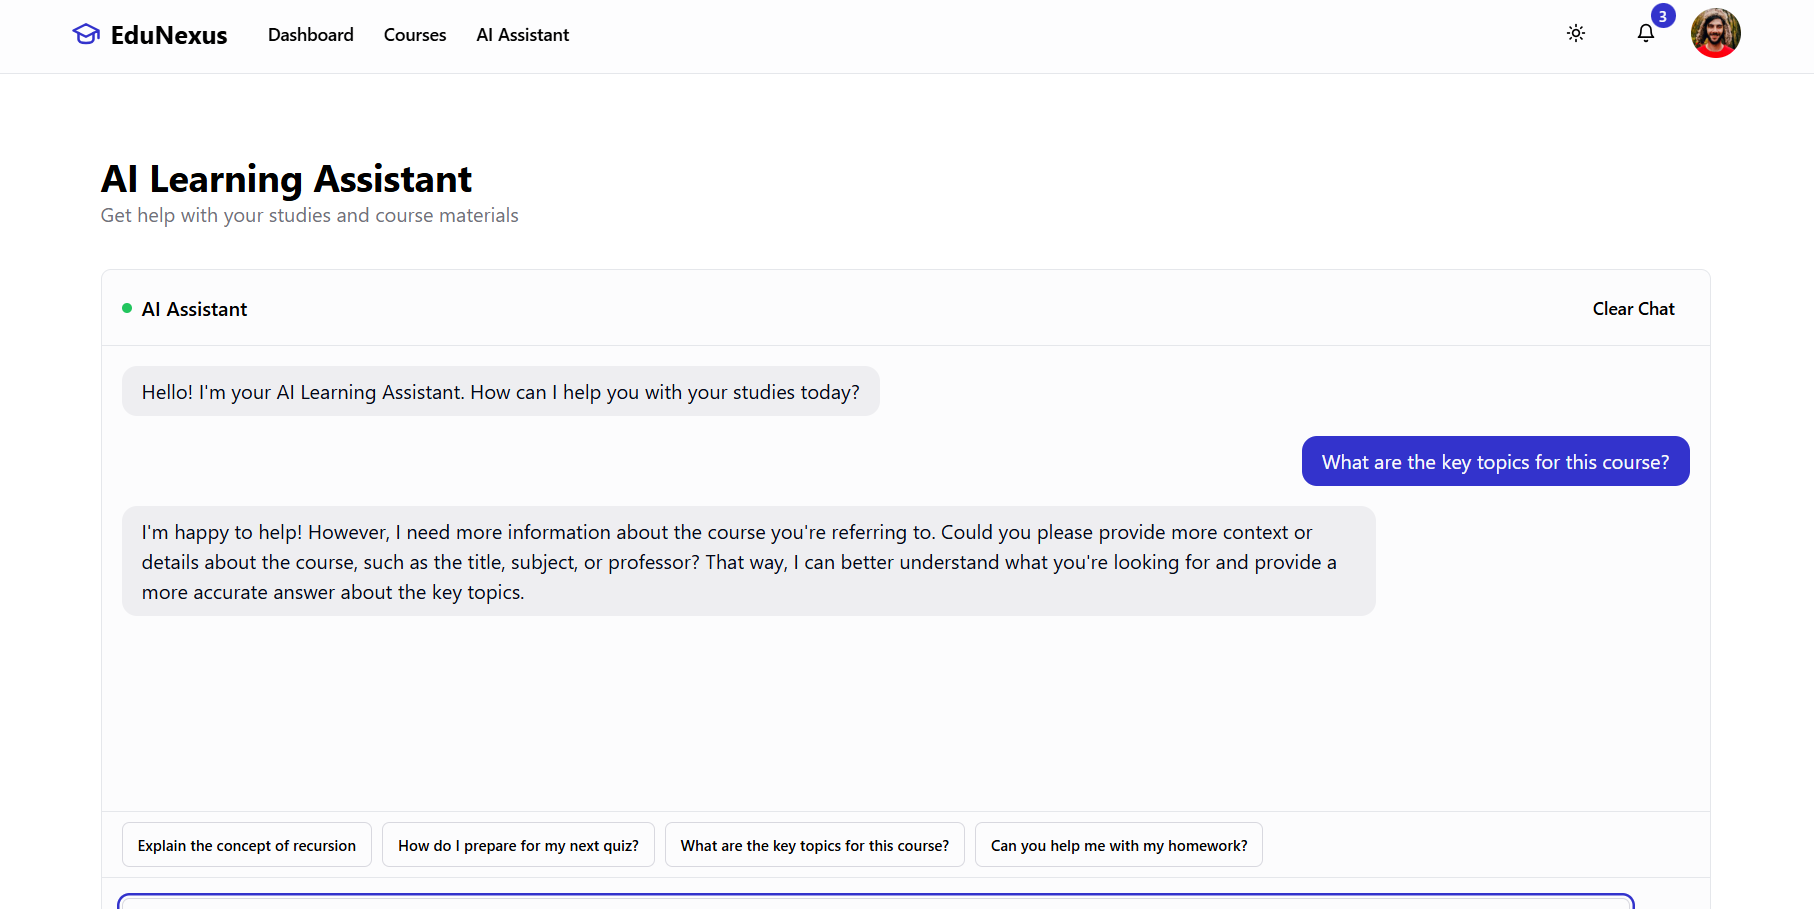 EduNexus
Dashboard
Courses
AI Assistant
3
AI Learning Assistant
Get help with your studies and course materials
AI Assistant
Clear Chat
Hello! I'm your AI Learning Assistant. How can I help you with your studies today?
What are the key topics for this course?
I'm happy to help! However, I need more information about the course you're referring to. Could you please provide more context or
details about the course, such as the title, subject, or professor? That way, I can better understand what you're looking for and provide a
more accurate answer about the key topics.
Explain the concept of recursion
How do I prepare for my next quiz?
What are the key topics for this course?
Can you help me with my homework?